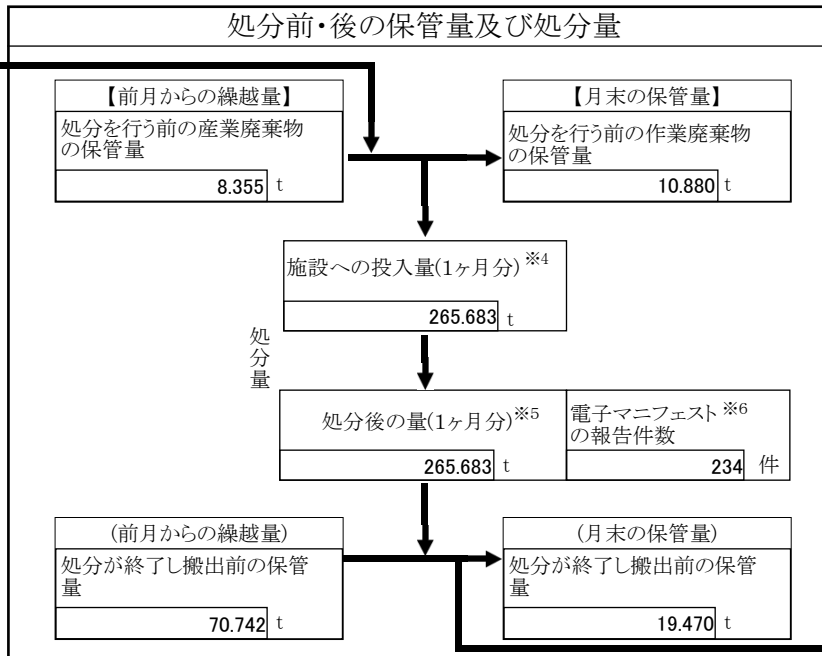 処分前・後の保管量及び処分量
【前月からの繰越量】
処分を行う前の産業廃棄物
の保管量
8.355 t
【月末の保管量】
処分を行う前の作業廃棄物
の保管量
10.880 t
施設への投入量(1ヶ月分)※4
265.683 t
処分量
処分後の量(1ヶ月分)※5
265.683 t
電子マニフェスト※6
の報告件数
234 件
(前月からの繰越量)
処分が終了し搬出前の保管
量
70.742 t
(月末の保管量)
処分が終了し搬出前の保管
量
19.470 t